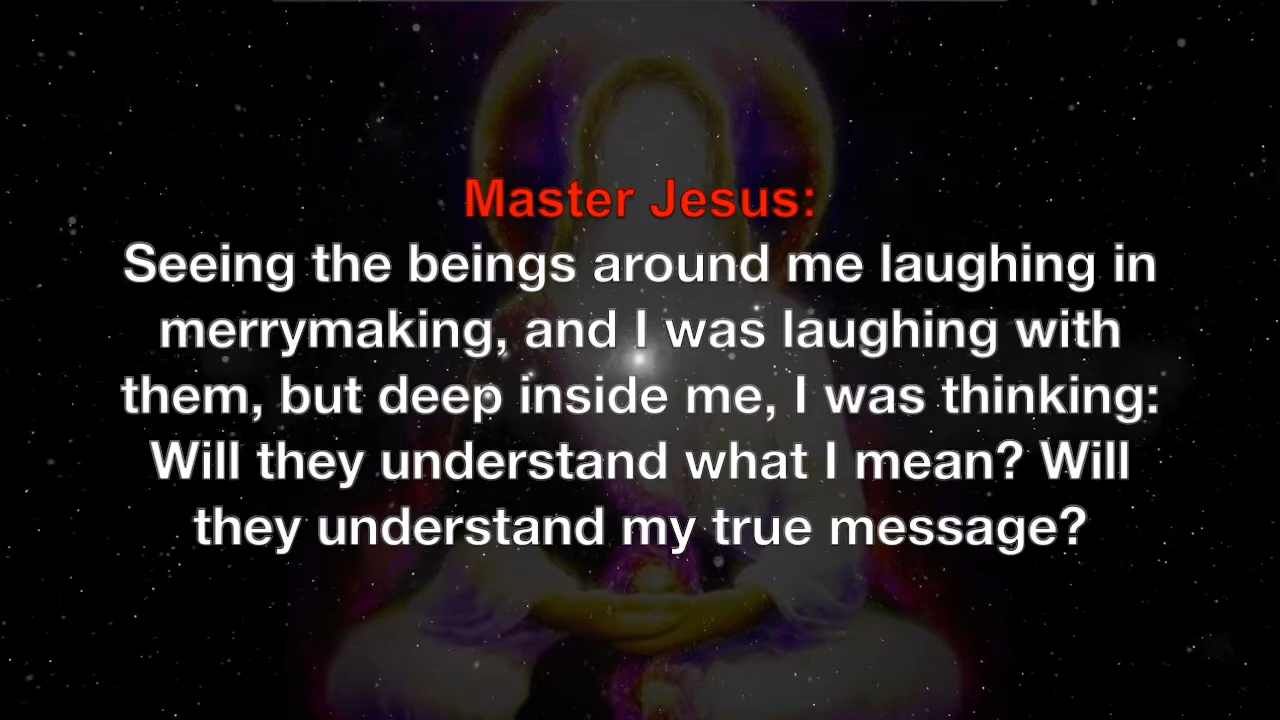 Master Jesus:
Seeing the beings around me laughing in
merrymaking, and I was laughing with
them, but deep inside me, I was thinking:
Will they understand what I mean? Will
they understand my true message?